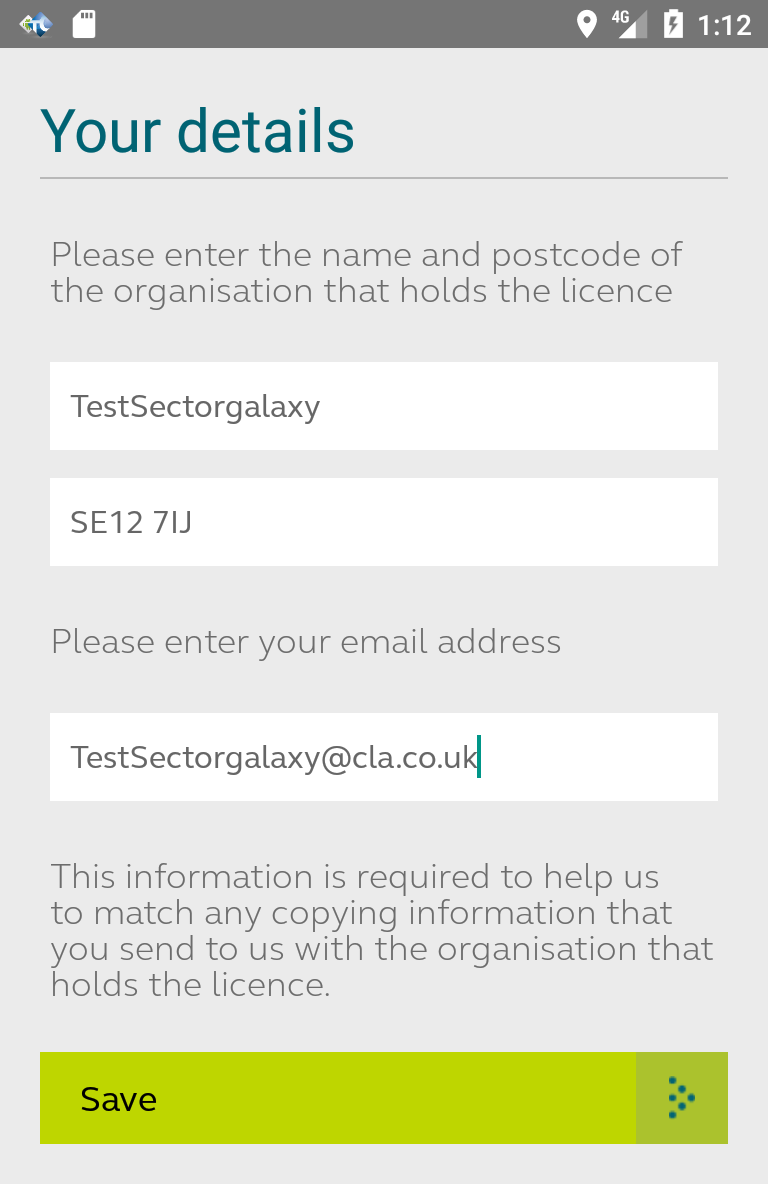 4G 1:12
Your details
Please enter the name and postcode of
the organisation that holds the licence
TestSectorgalaxy
SE12 7IJ
Please enter your email address
TestSectorgalaxy@cla.co.uk
This information is required to help us
to match any copying information that
you send to us with the organisation that
holds the licence.
Save